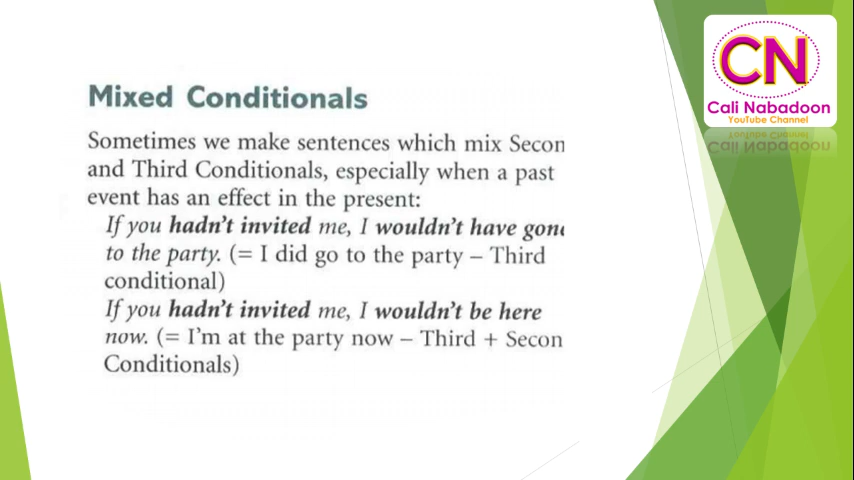 Mixed Conditionals
Sometimes we make sentences which mix Secon
and Third Conditionals, especially when a past
event has an effect in the present:
If you hadn't invited me, I wouldn't have gone
to the party. (= I did go to the party – Third
conditional)
If you hadn't invited me, I wouldn't be here
now. (= I'm at the party now – Third + Secon
Conditionals)
CN
Cali Nabadoon
YouTube Channel